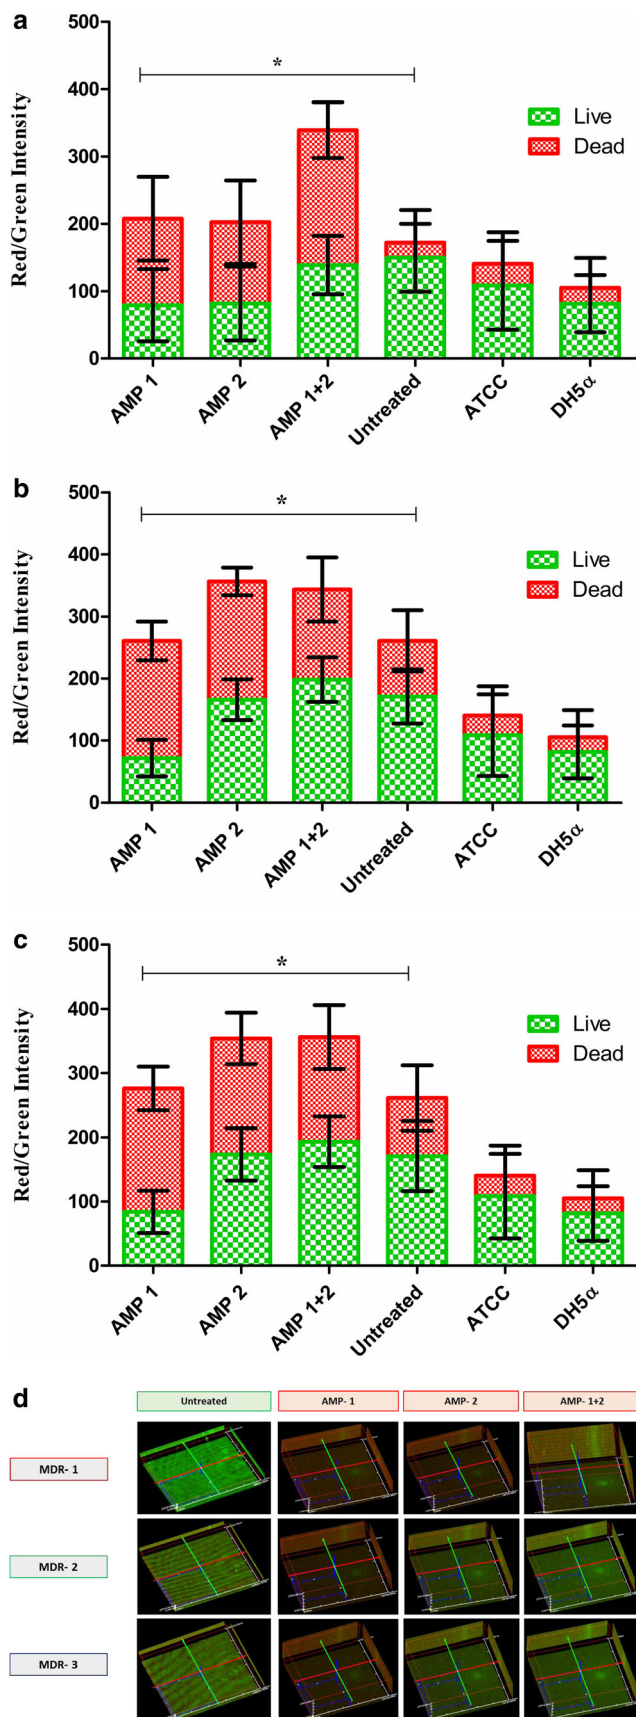 a
500
400
300
200
100
0
Red/Green Intensity
*
Live
Dead
AMP 1
AMP 2
AMP 1+2
Untreated
ATCC
DH5α
b
500
400
300
200
100
0
Red/Green Intensity
*
Live
Dead
AMP 1
AMP 2
AMP 1+2
Untreated
ATCC
DH5α
c
500
400
300
200
100
0
Red/Green Intensity
*
Live
Dead
AMP 1
AMP 2
AMP 1+2
Untreated
ATCC
DH5α
d
Untreated
AMP- 1
AMP- 2
AMP- 1+2
MDR- 1
MDR- 2
MDR- 3